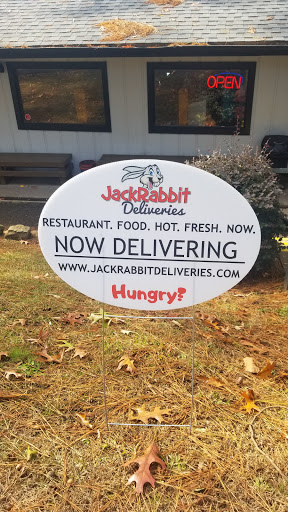 OPEN
JackRabbit
Deliveries
RESTAURANT. FOOD. HOT. FRESH. NOW.
NOW DELIVERING
WWW.JACKRABBITDELIVERIES.COM
Hungry?